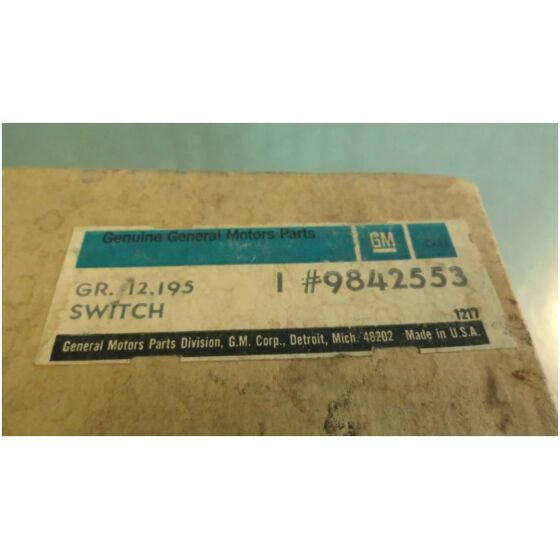 Genuine General Motors Parts GM
GR. 12.195 1 #9842553
SWITCH 1217
General Motors Parts Division, G.M. Corp., Detroit, Mich. 48202 Made in U.S.A.